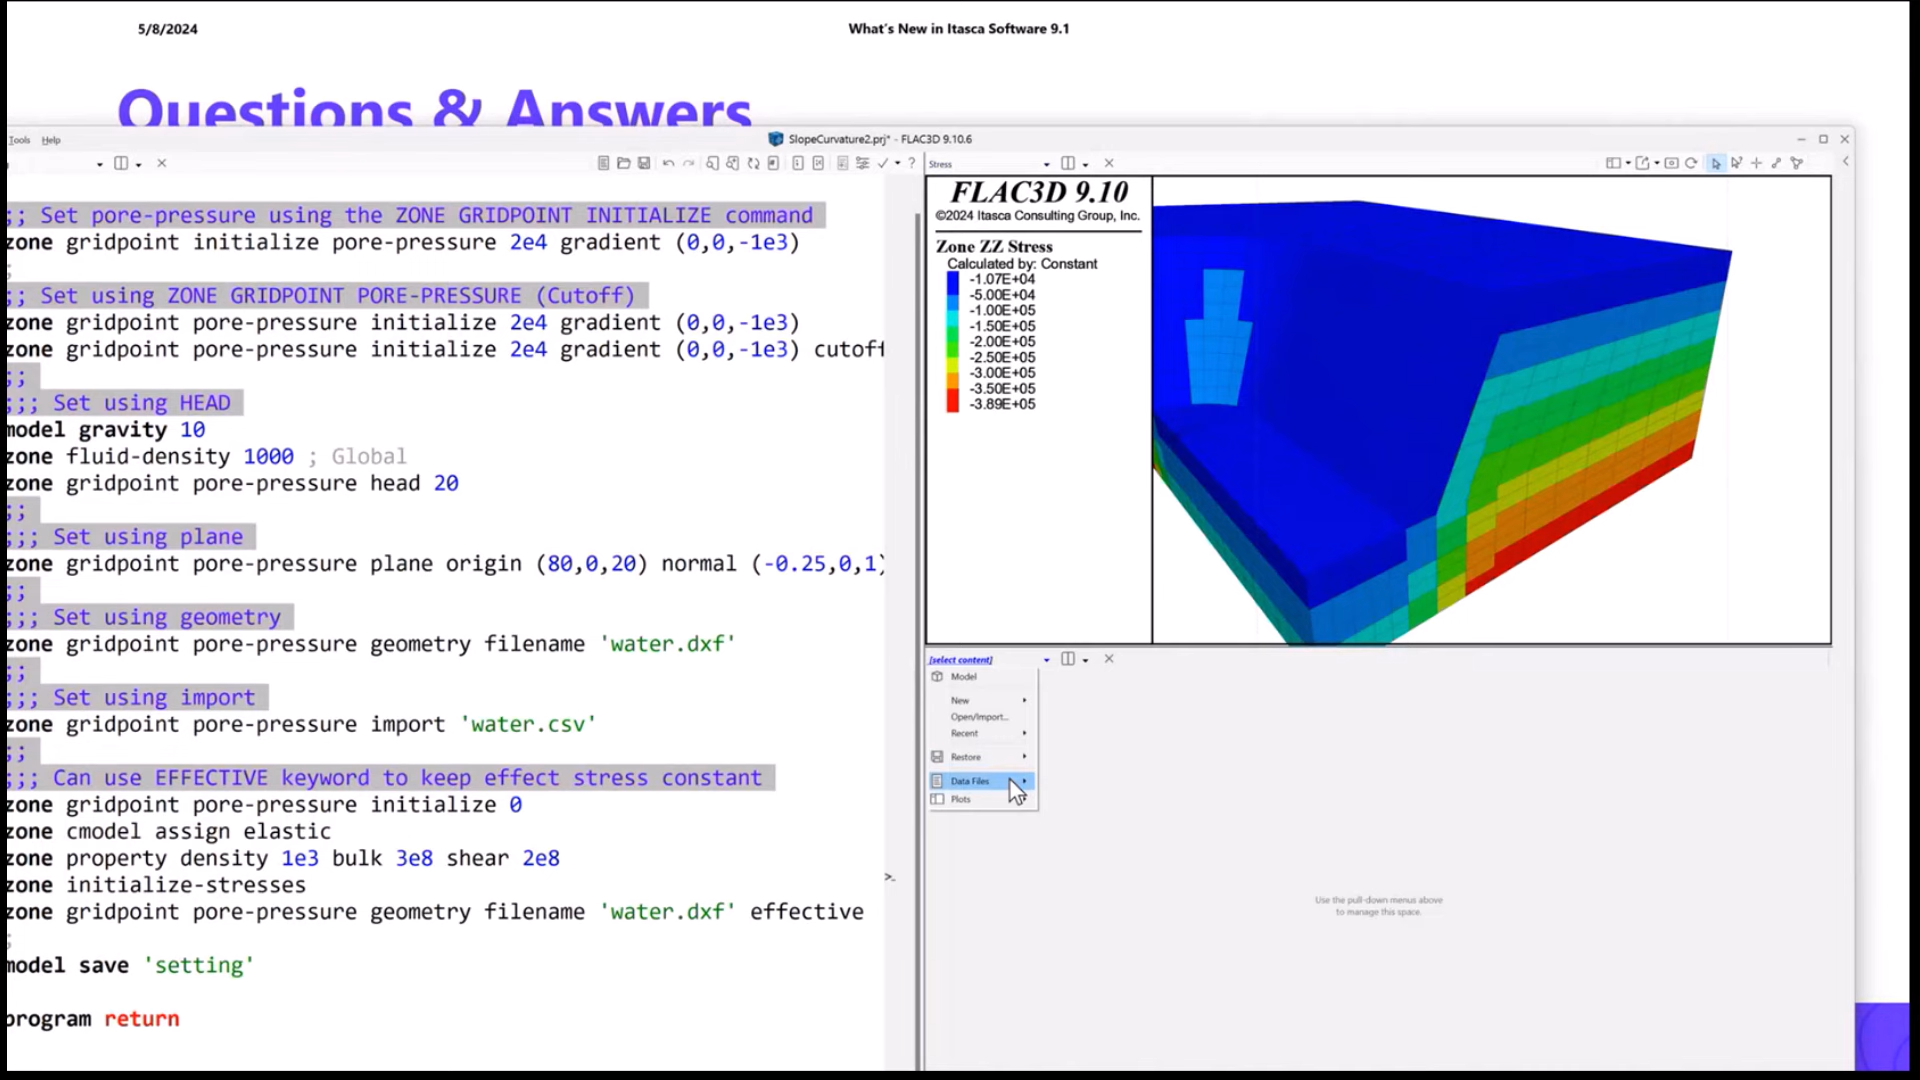 5/8/2024
What's New in Itasca Software 9.1
Questions & Answers
Tools Help
SlopeCurvature2.prj* - FLAC3D 9.10.6
;; Set pore-pressure using the ZONE GRIDPOINT INITIALIZE command
zone gridpoint initialize pore-pressure 2e4 gradient (0,0,-1e3)
;
;; Set using ZONE GRIDPOINT PORE-PRESSURE (Cutoff)
zone gridpoint pore-pressure initialize 2e4 gradient (0,0,-1e3)
zone gridpoint pore-pressure initialize 2e4 gradient (0,0,-1e3) cutoff
;;
;;; Set using HEAD
model gravity 10
zone fluid-density 1000 ; Global
zone gridpoint pore-pressure head 20
;;
;;; Set using plane
zone gridpoint pore-pressure plane origin (80,0,20) normal (-0.25,0,1)
;;
;;; Set using geometry
zone gridpoint pore-pressure geometry filename 'water.dxf'
;;
;;; Set using import
zone gridpoint pore-pressure import 'water.csv'
;;
;;; Can use EFFECTIVE keyword to keep effect stress constant
zone gridpoint pore-pressure initialize 0
zone cmodel assign elastic
zone property density 1e3 bulk 3e8 shear 2e8
zone initialize-stresses
zone gridpoint pore-pressure geometry filename 'water.dxf' effective
;
model save 'setting'
program return
>_
Stress
FLAC3D 9.10
©2024 Itasca Consulting Group, Inc.
Zone ZZ Stress
Calculated by: Constant
-1.07E+04
-5.00E+04
-1.00E+05
-1.50E+05
-2.00E+05
-2.50E+05
-3.00E+05
-3.50E+05
-3.89E+05
[select content]
Model
New
Open/Import...
Recent
Restore
Data Files
Plots
Use the pull-down menus above
to manage this space.